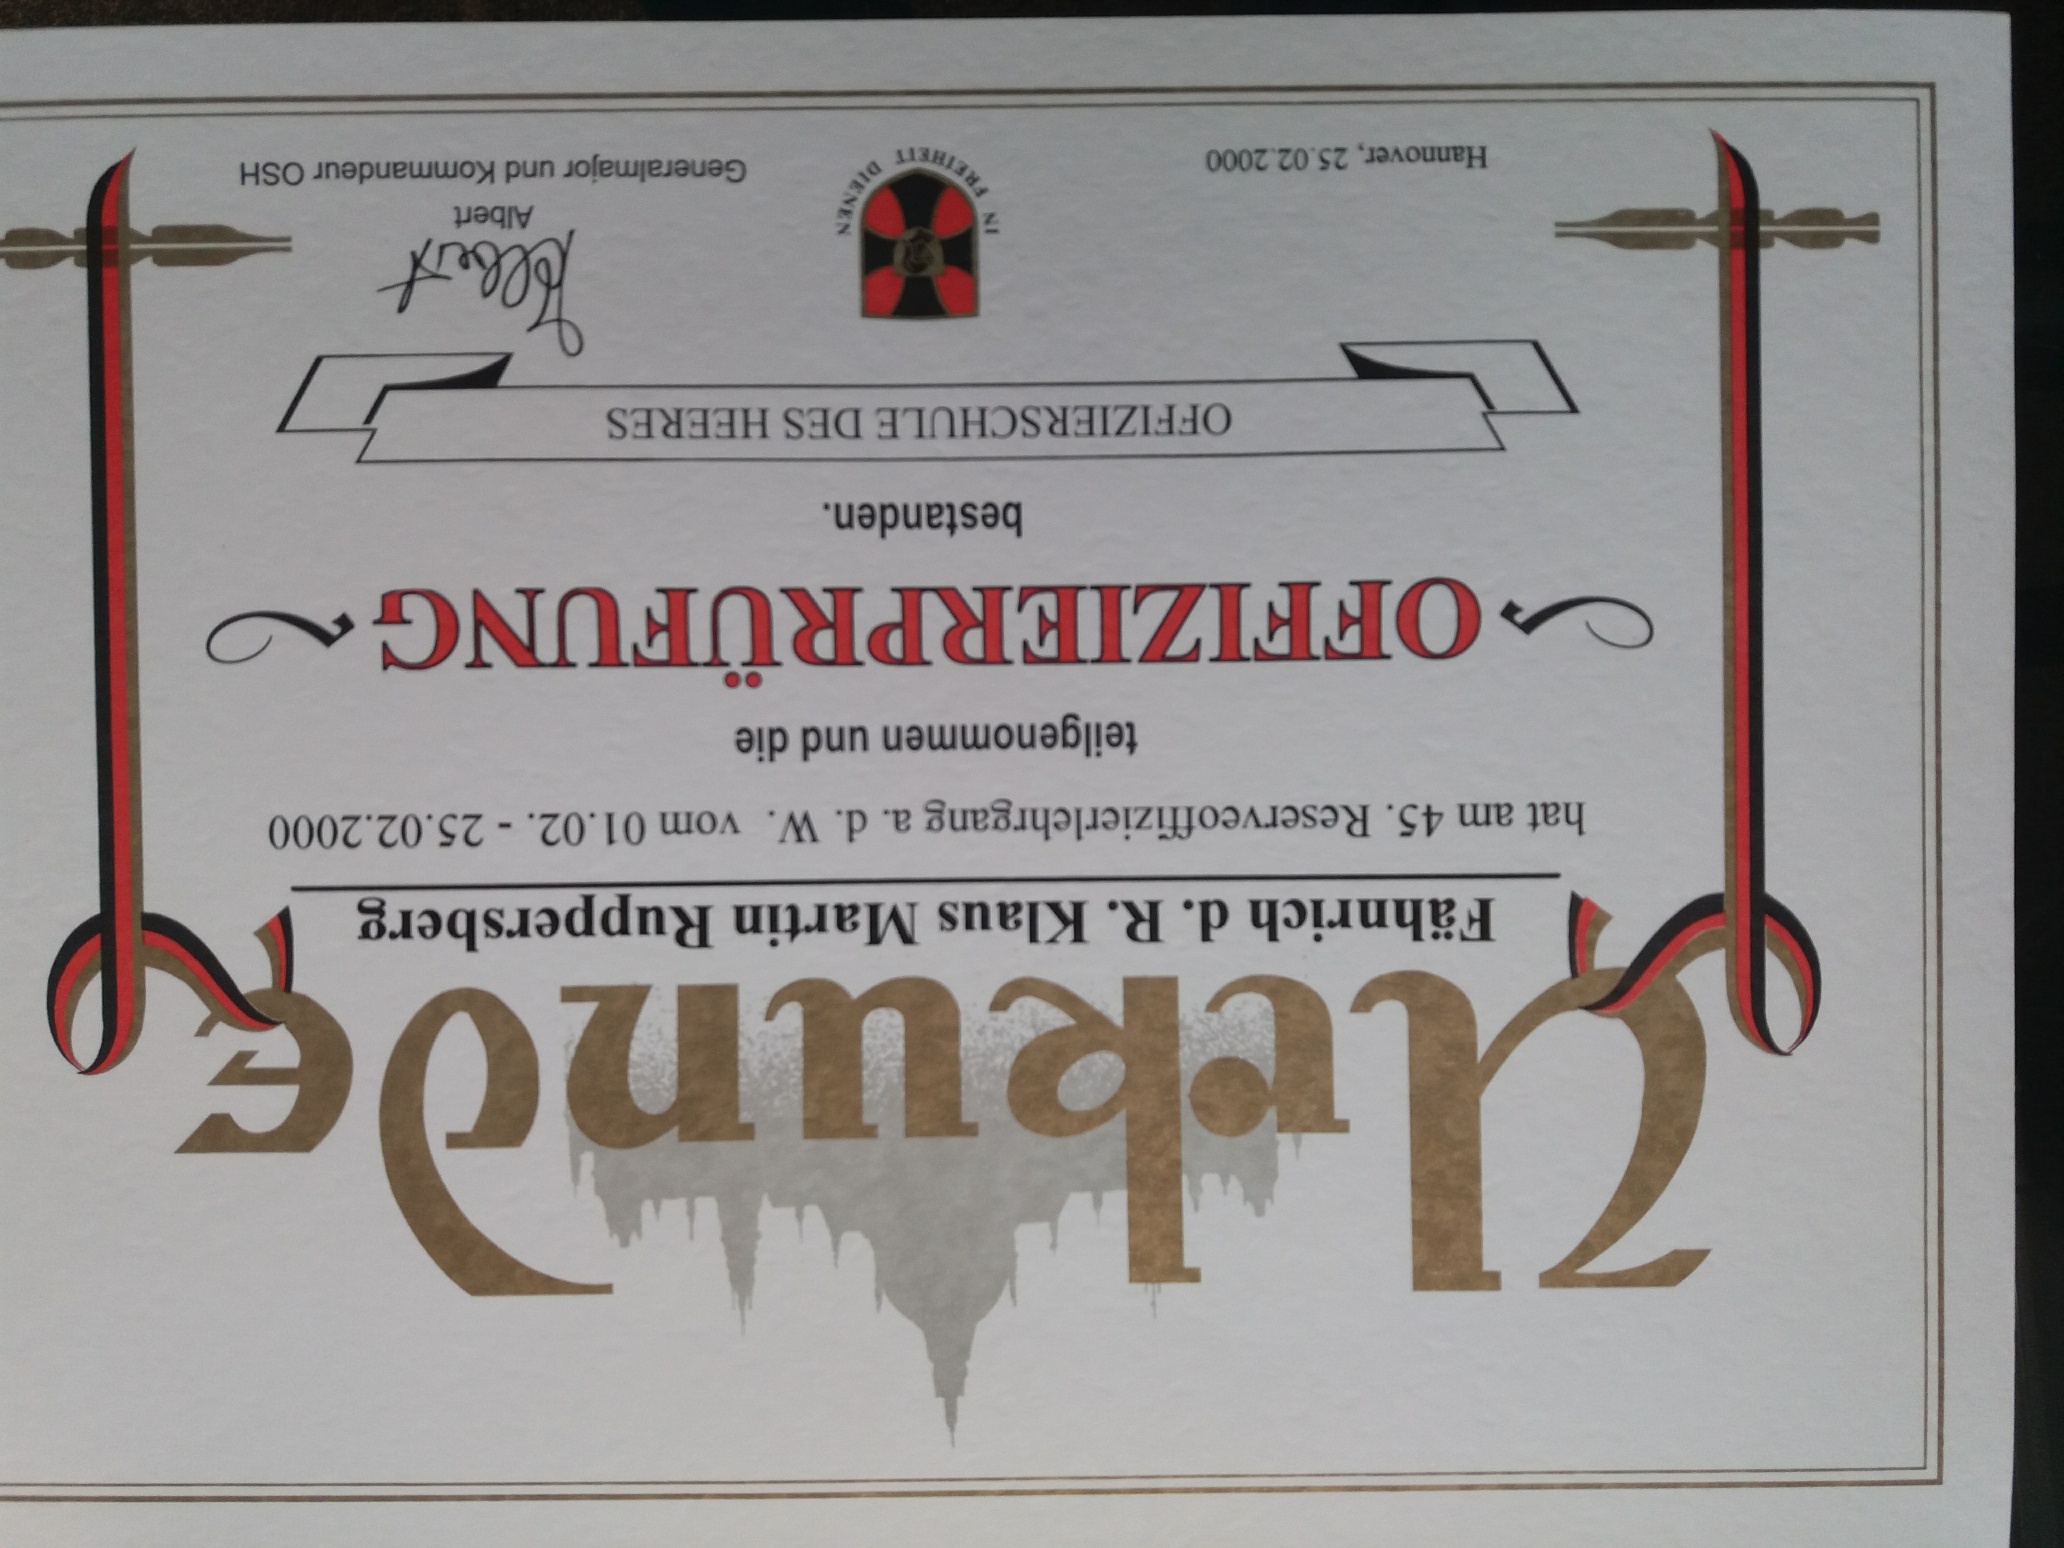 Urkunde
Fähnrich d. R. Klaus Martin Ruppersberg
hat am 45. Reserveoffizierlehrgang a. d. W. vom 01.02. - 25.02.2000
teilgenommen und die
OFFIZIERPRÜFUNG
bestanden.
OFFIZIERSCHULE DES HEERES
Albert
Hannover, 25.02.2000
IN FREIHEIT DIENEN
Albert
Generalmajor und Kommandeur OSH